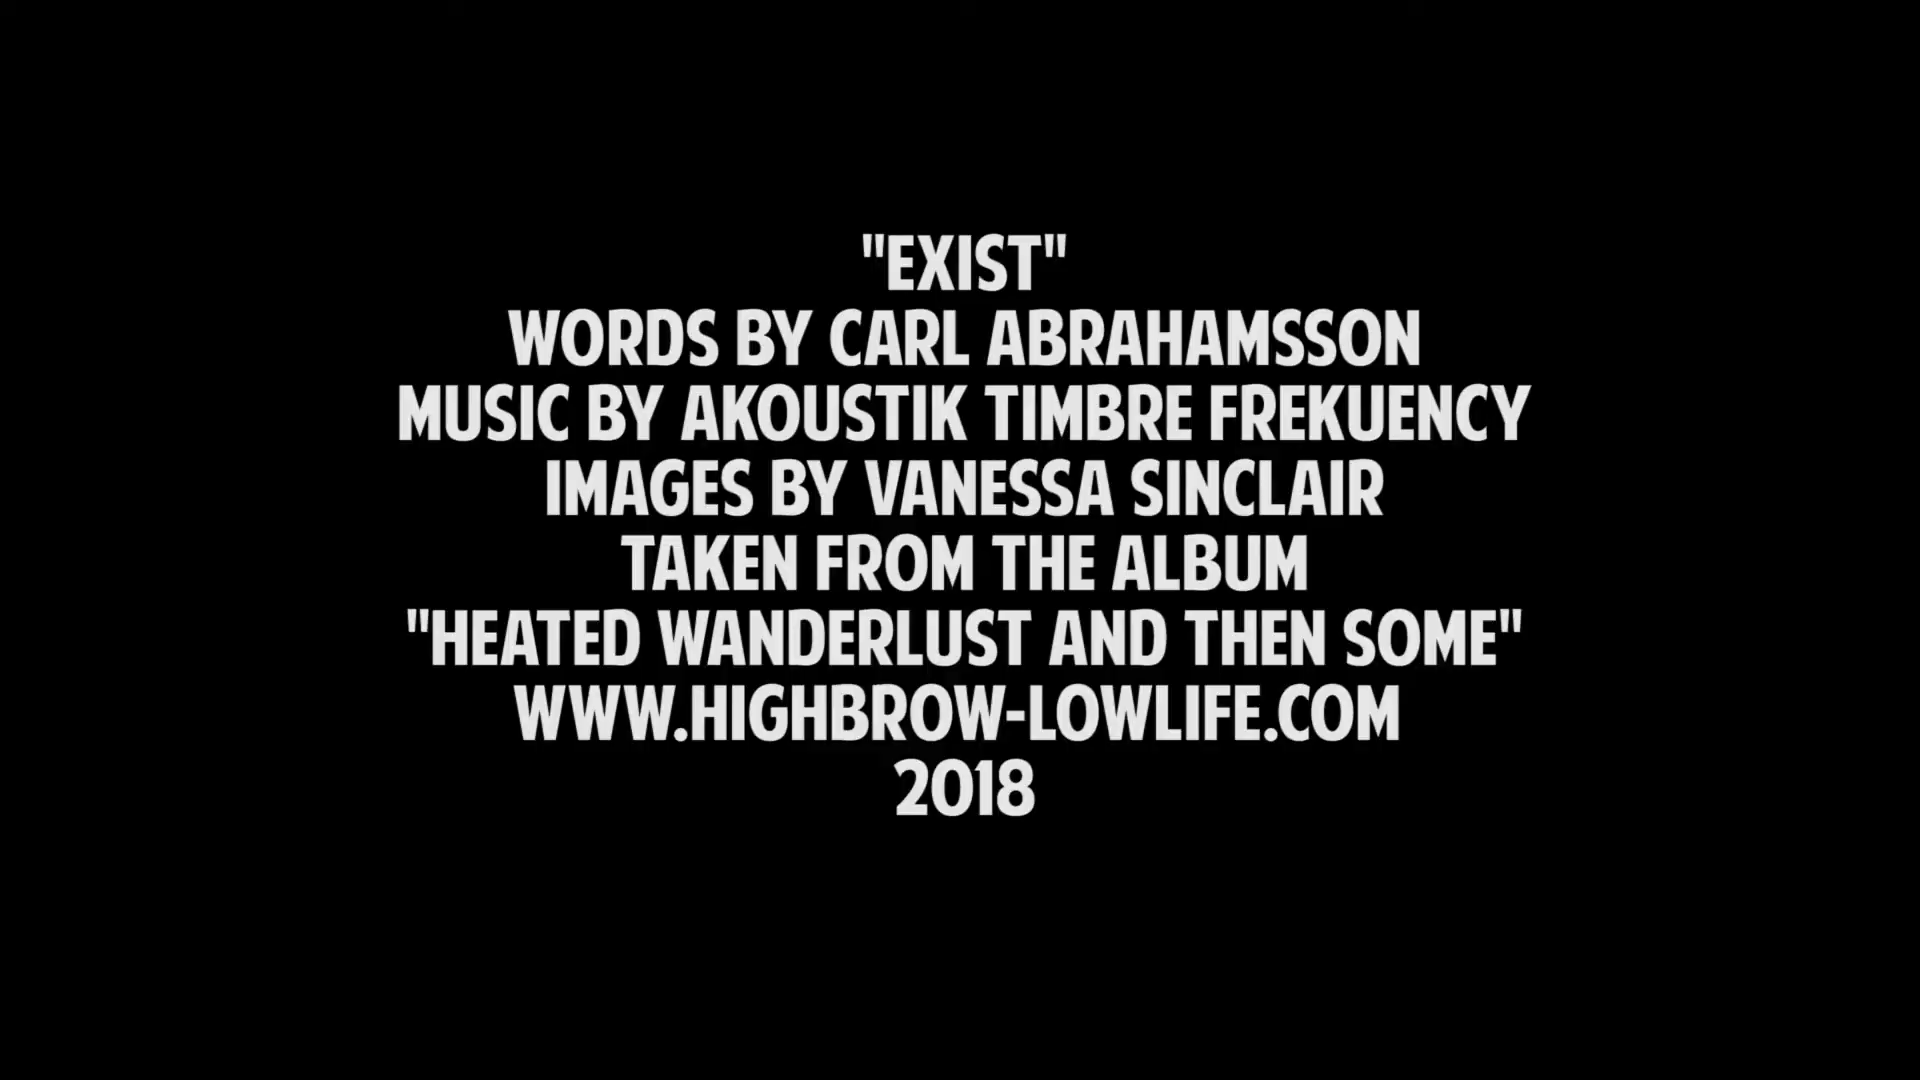 "EXIST"
WORDS BY CARL ABRAHAMSSON
MUSIC BY AKOUSTIK TIMBRE FREKUENCY
IMAGES BY VANESSA SINCLAIR
TAKEN FROM THE ALBUM
"HEATED WANDERLUST AND THEN SOME"
WWW.HIGHBROW-LOWLIFE.COM
2018